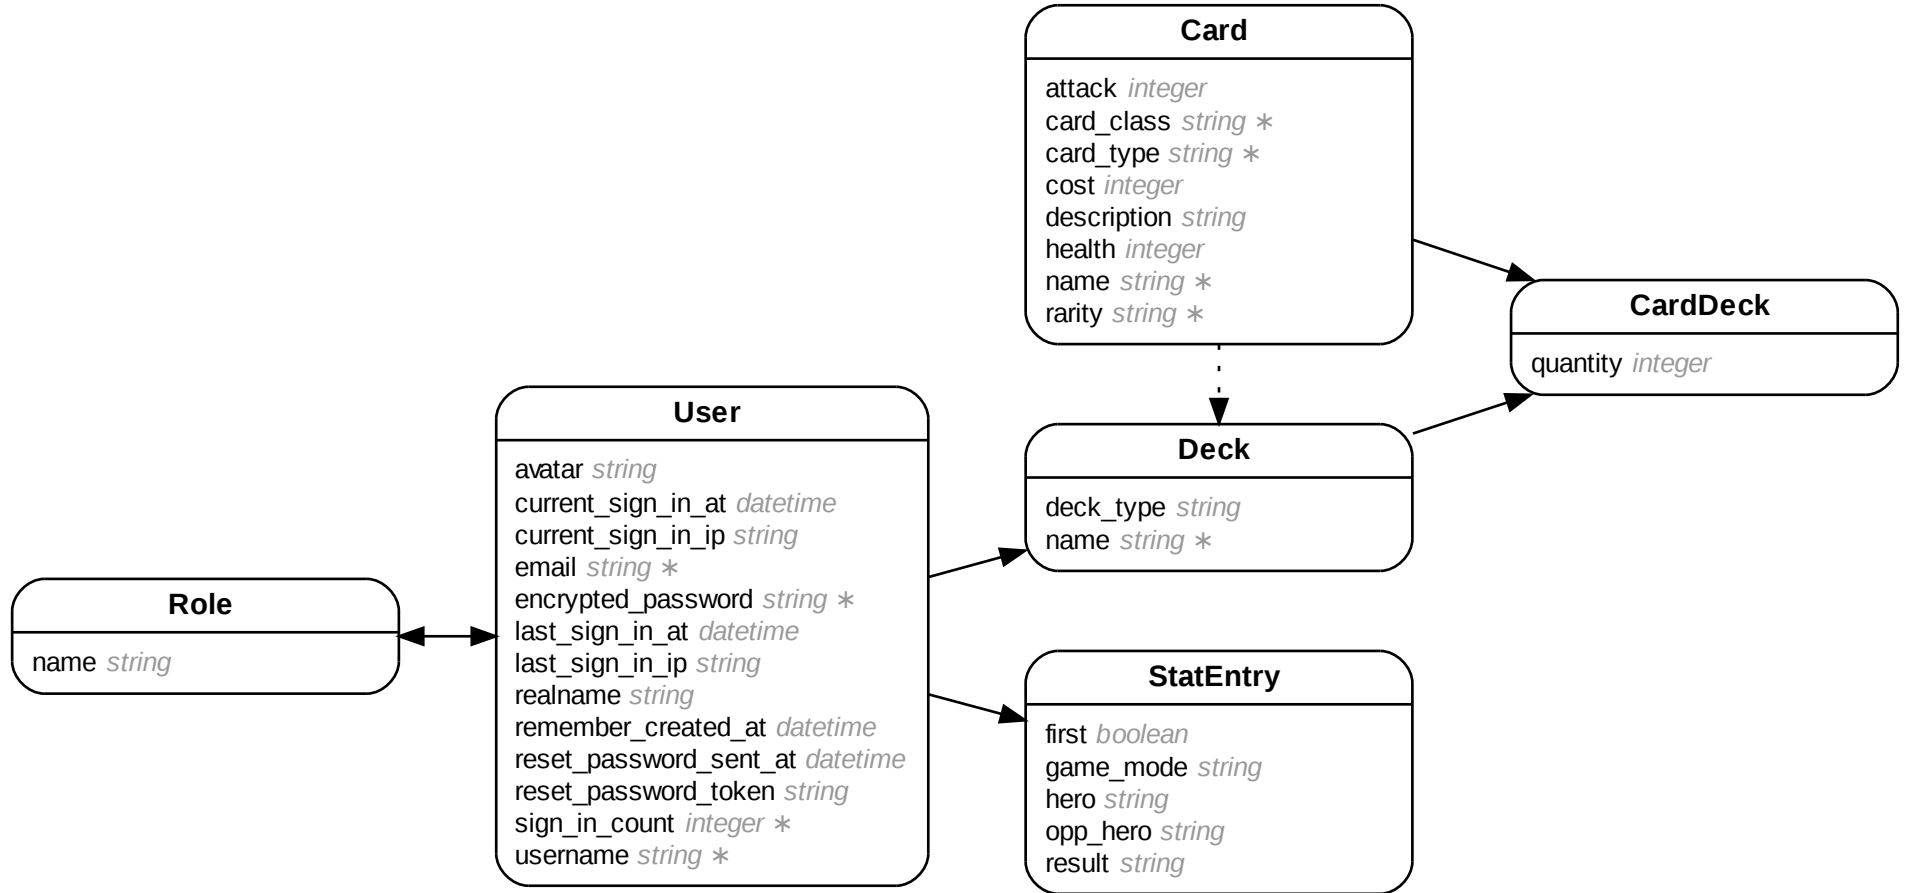 Card
attack integer
card_class string ∗
card_type string ∗
cost integer
description string
health integer
name string ∗
rarity string ∗
CardDeck
quantity integer
User
avatar string
current_sign_in_at datetime
current_sign_in_ip string
email string ∗
encrypted_password string ∗
last_sign_in_at datetime
last_sign_in_ip string
realname string
remember_created_at datetime
reset_password_sent_at datetime
reset_password_token string
sign_in_count integer ∗
username string ∗
Deck
deck_type string
name string ∗
Role
name string
StatEntry
first boolean
game_mode string
hero string
opp_hero string
result string